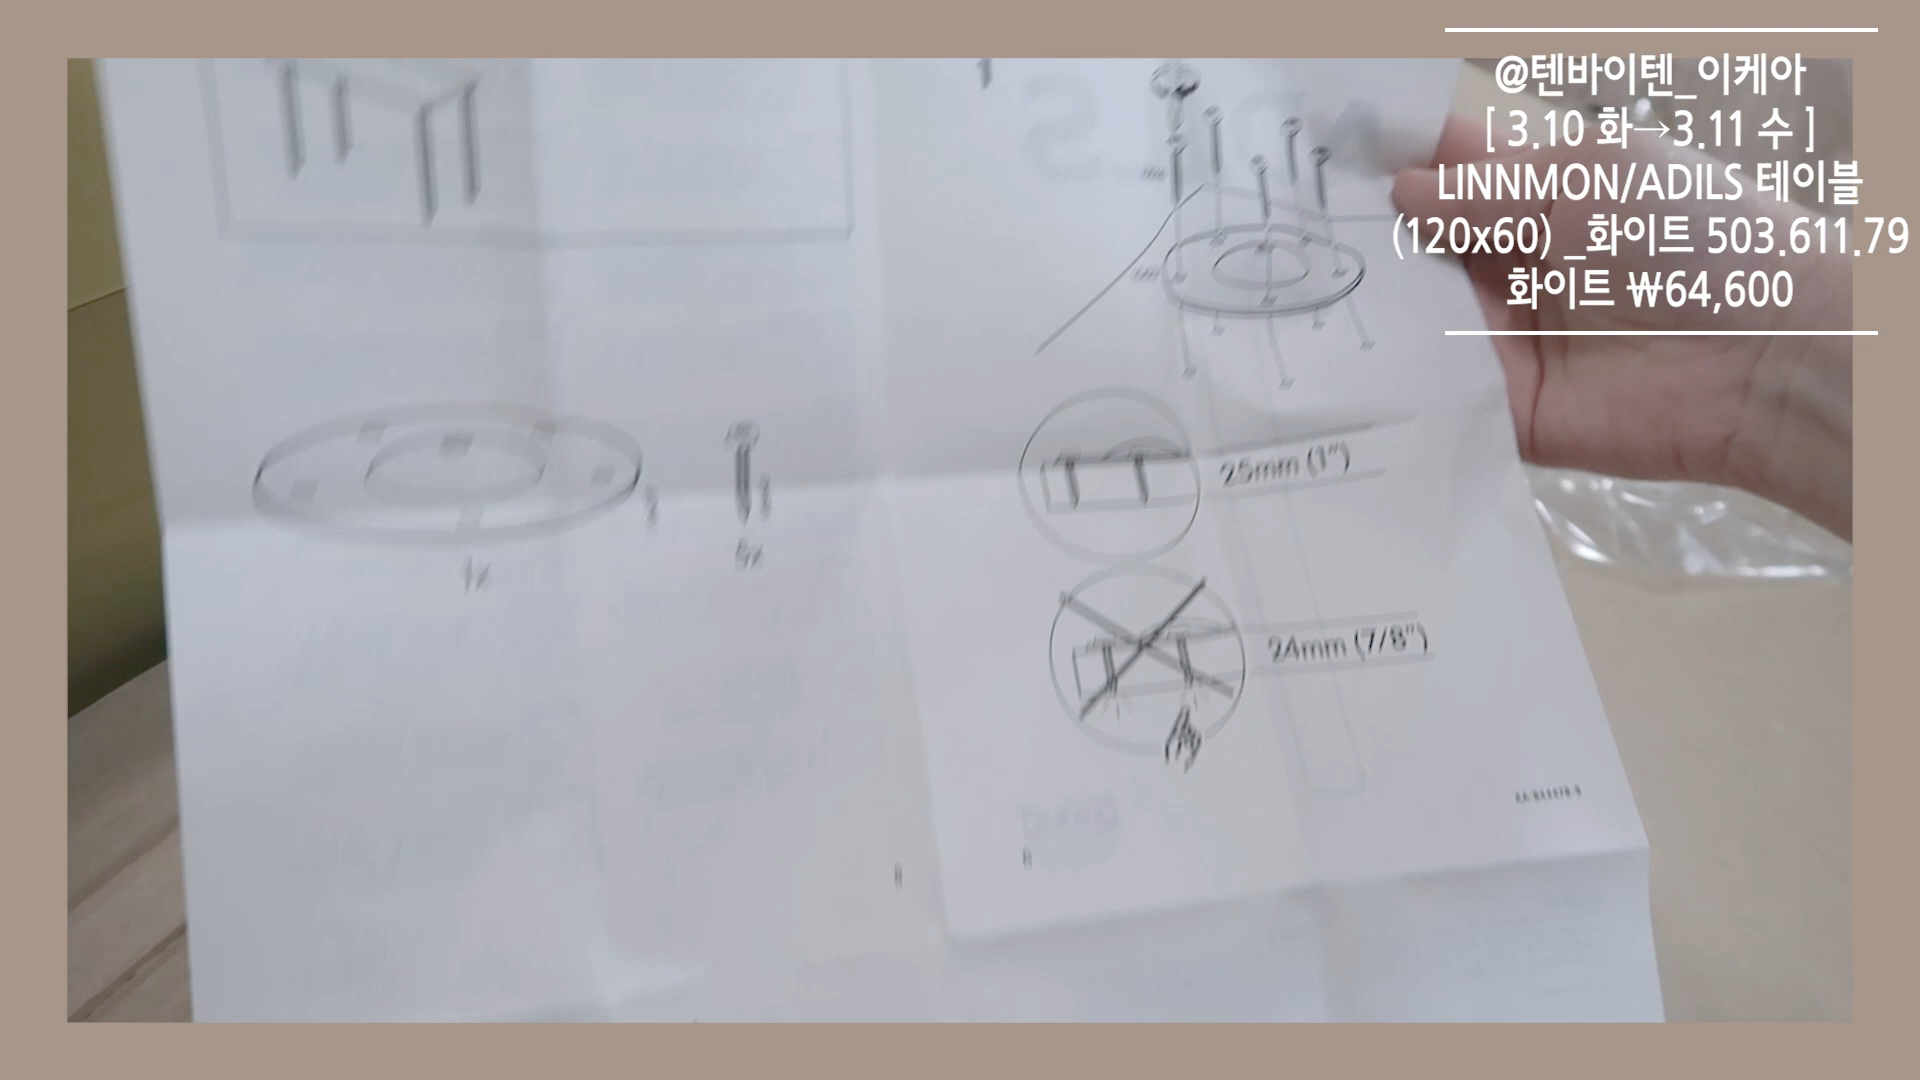 @텐바이텐_이케아
[ 3.10 화→3.11 수 ]
LINNMON/ADILS 테이블
(120x60) _화이트 503.611.79
화이트 ₩64,600
1
1x
5x
25mm (1”)
24mm (7/8”)